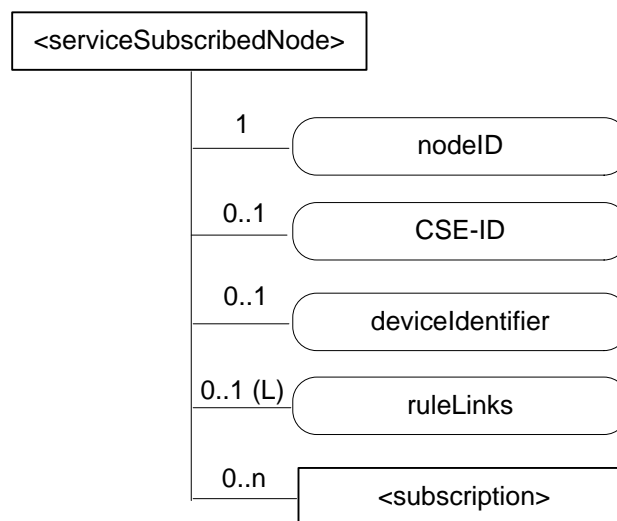 <serviceSubscribedNode>
1
nodeID
0..1
CSE-ID
0..1
deviceIdentifier
0..1 (L)
ruleLinks
0..n
<subscription>